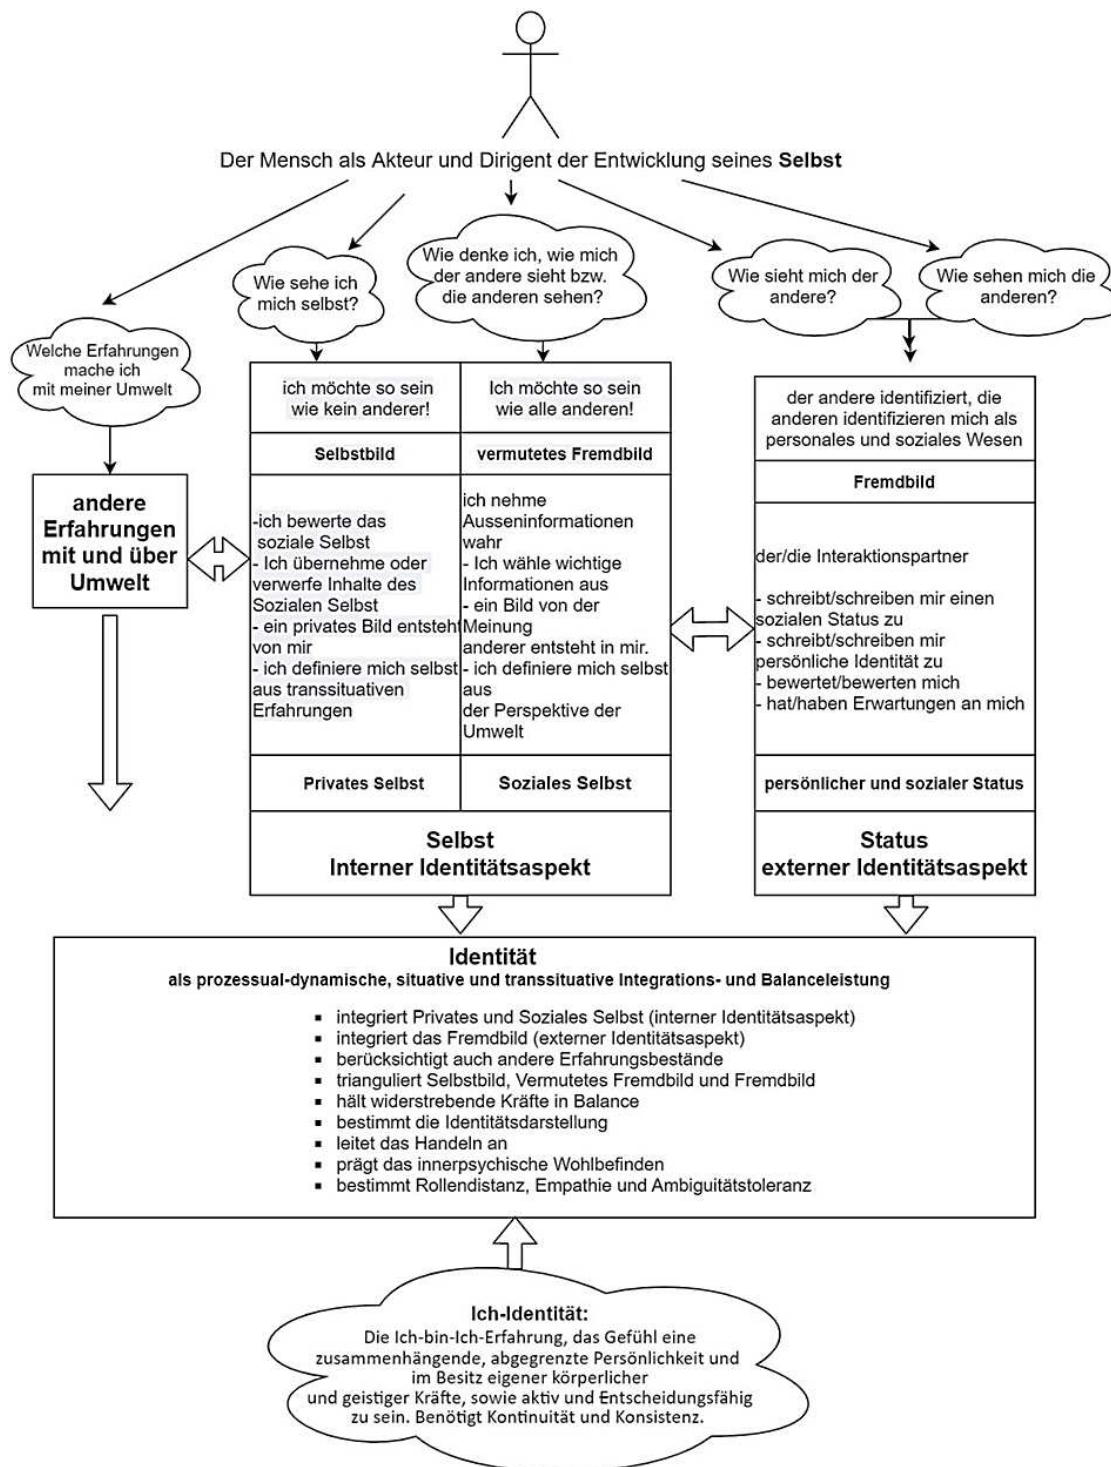 Der Mensch als Akteur und Dirigent der Entwicklung seines Selbst
Welche Erfahrungen
mache ich
mit meiner Umwelt
Wie sehe ich
mich selbst?
Wie denke ich, wie mich
der andere sieht bzw.
die anderen sehen?
Wie sieht mich der
andere?
Wie sehen mich die
anderen?
andere
Erfahrungen
mit und über
Umwelt
ich möchte so sein
wie kein anderer!
Selbstbild
-ich bewerte das
soziale Selbst
- Ich übernehme oder
verwerfe Inhalte des
Sozialen Selbst
- ein privates Bild entsteht
von mir
- ich definiere mich selbst
aus transsituativen
Erfahrungen
Privates Selbst
Ich möchte so sein
wie alle anderen!
vermutetes Fremdbild
ich nehme
Ausseninformationen
wahr
- Ich wähle wichtige
Informationen aus
- ein Bild von der
Meinung
anderer entsteht in mir.
- ich definiere mich selbst
aus
der Perspektive der
Umwelt
Soziales Selbst
Selbst
Interner Identitätsaspekt
der andere identifiziert, die
anderen identifizieren mich als
personales und soziales Wesen
Fremdbild
der/die Interaktionspartner
- schreibt/schreiben mir einen
sozialen Status zu
- schreibt/schreiben mir
persönliche Identität zu
- bewertet/bewerten mich
- hat/haben Erwartungen an mich
persönlicher und sozialer Status
Status
externer Identitätsaspekt
Identität
als prozessual-dynamische, situative und transsituative Integrations- und Balanceleistung
▪ integriert Privates und Soziales Selbst (interner Identitätsaspekt)
▪ integriert das Fremdbild (externer Identitätsaspekt)
▪ berücksichtigt auch andere Erfahrungsbestände
▪ trianguliert Selbstbild, Vermutetes Fremdbild und Fremdbild
▪ hält widerstrebende Kräfte in Balance
▪ bestimmt die Identitätsdarstellung
▪ leitet das Handeln an
▪ prägt das innerpsychische Wohlbefinden
▪ bestimmt Rollendistanz, Empathie und Ambiguitätstoleranz
Ich-Identität:
Die Ich-bin-Ich-Erfahrung, das Gefühl eine
zusammenhängende, abgegrenzte Persönlichkeit und
im Besitz eigener körperlicher
und geistiger Kräfte, sowie aktiv und Entscheidungsfähig
zu sein. Benötigt Kontinuität und Konsistenz.